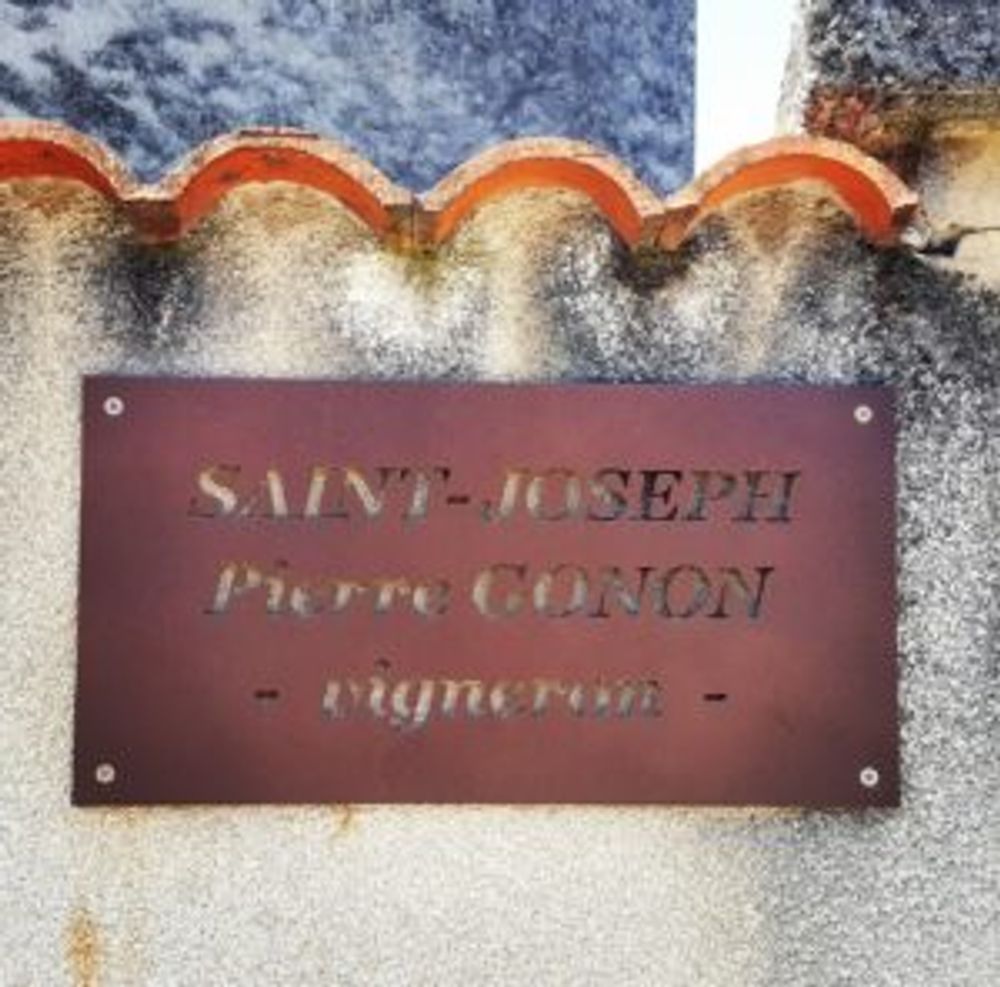 SAINT-JOSEPH
Pierre GONON
- vigneron -